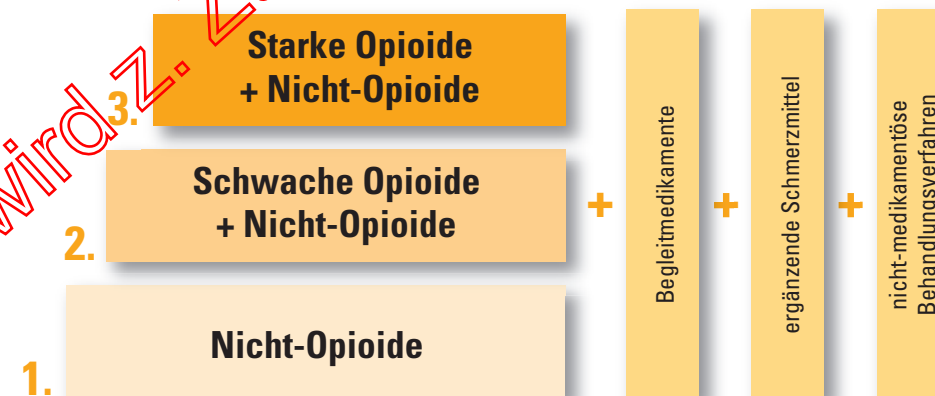 wird z. Z
3.
Starke Opioide
+ Nicht-Opioide
2.
Schwache Opioide
+ Nicht-Opioide
1.
Nicht-Opioide
+
Begleitmedikamente
+
ergänzende Schmerzmittel
+
nicht-medikamentöse
Behandlungsverfahren